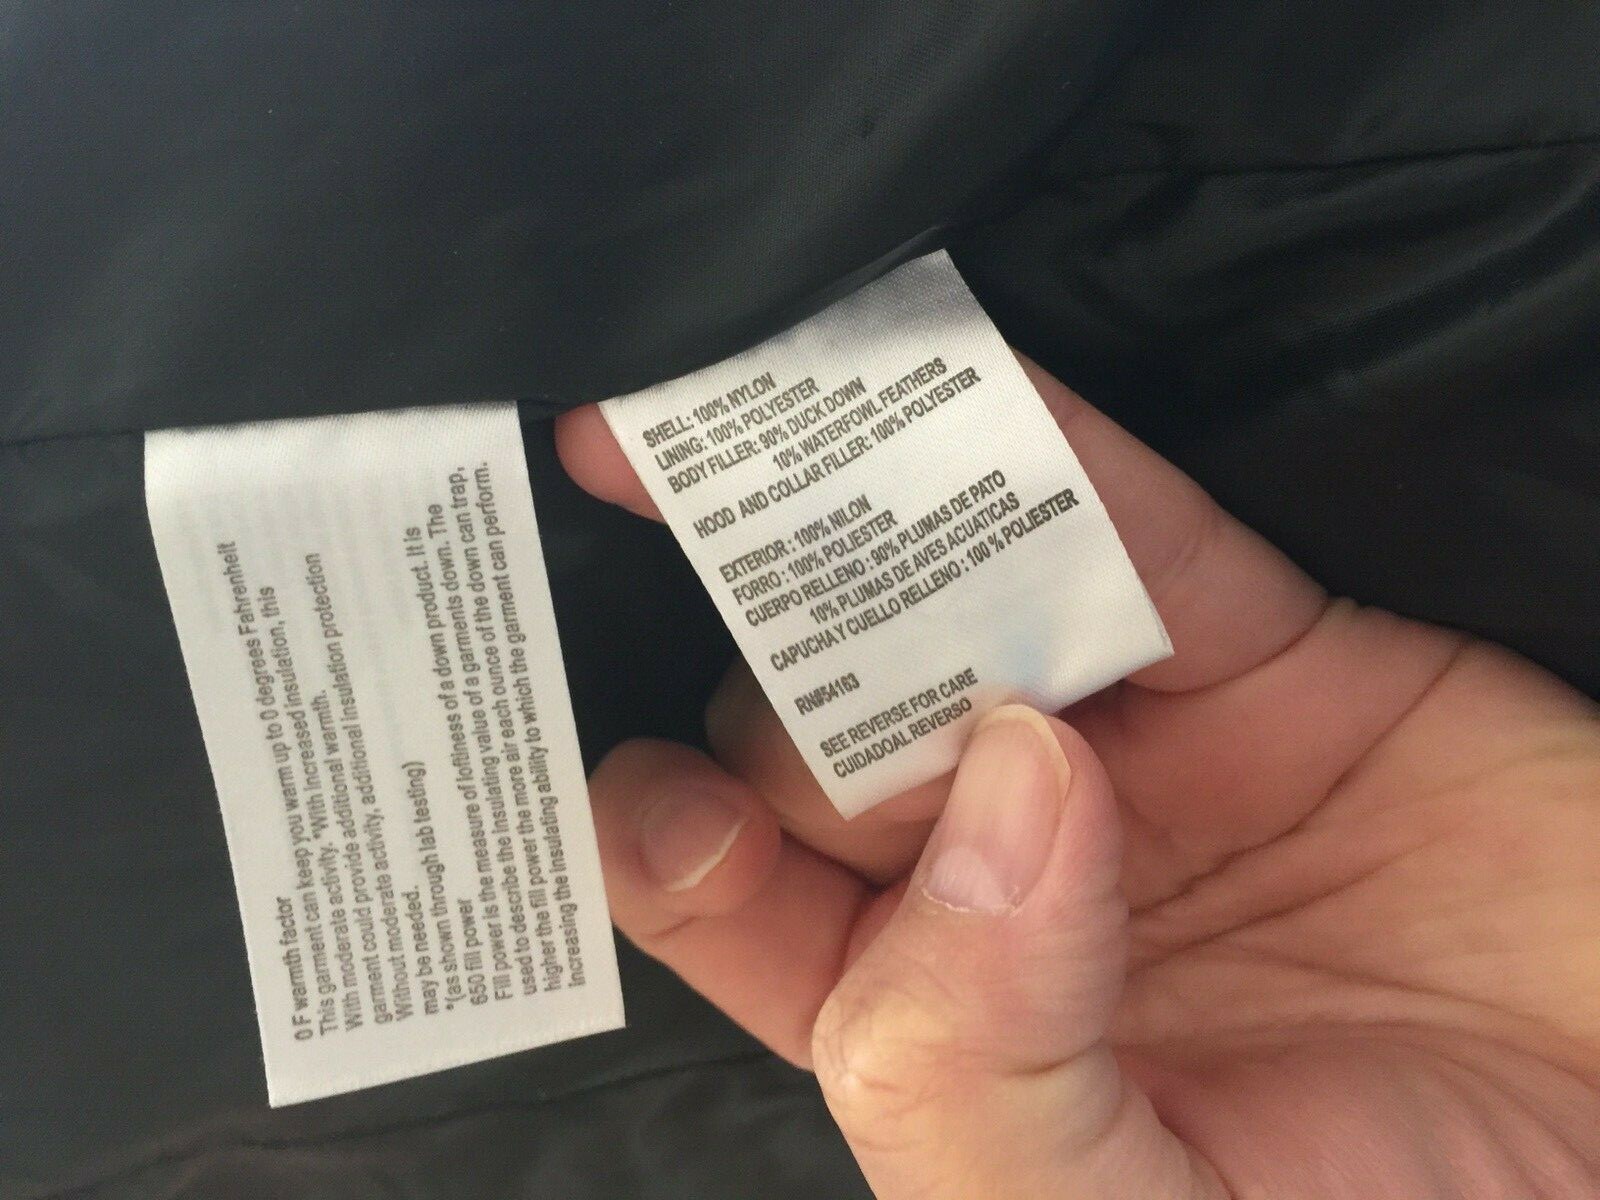 0 F warmth factor
This garment can keep you warm up to 0 degrees Fahrenheit
With moderate activity. *With increased insulation, this
garment could provide additional warmth.
Without moderate activity, additional insulation protection
may be needed.
*(as shown through lab testing)
650 fill power
Fill power is the measure of loftiness of a down product. It is
used to describe the insulating value of a garments down. The
higher the fill power the more air each ounce of the down can trap,
increasing the insulating ability to which the garment can perform.
SHELL: 100% NYLON
LINING: 100% POLYESTER
BODY FILLER: 90% DUCK DOWN
10% WATERFOWL FEATHERS
HOOD AND COLLAR FILLER: 100% POLYESTER
EXTERIOR : 100% NILON
FORRO : 100% POLIESTER
CUERPO RELLENO : 90% PLUMAS DE PATO
10% PLUMAS DE AVES ACUATICAS
CAPUCHA Y CUELLO RELLENO : 100 % POLIESTER
RN#54163
SEE REVERSE FOR CARE
CUIDADOAL REVERSO